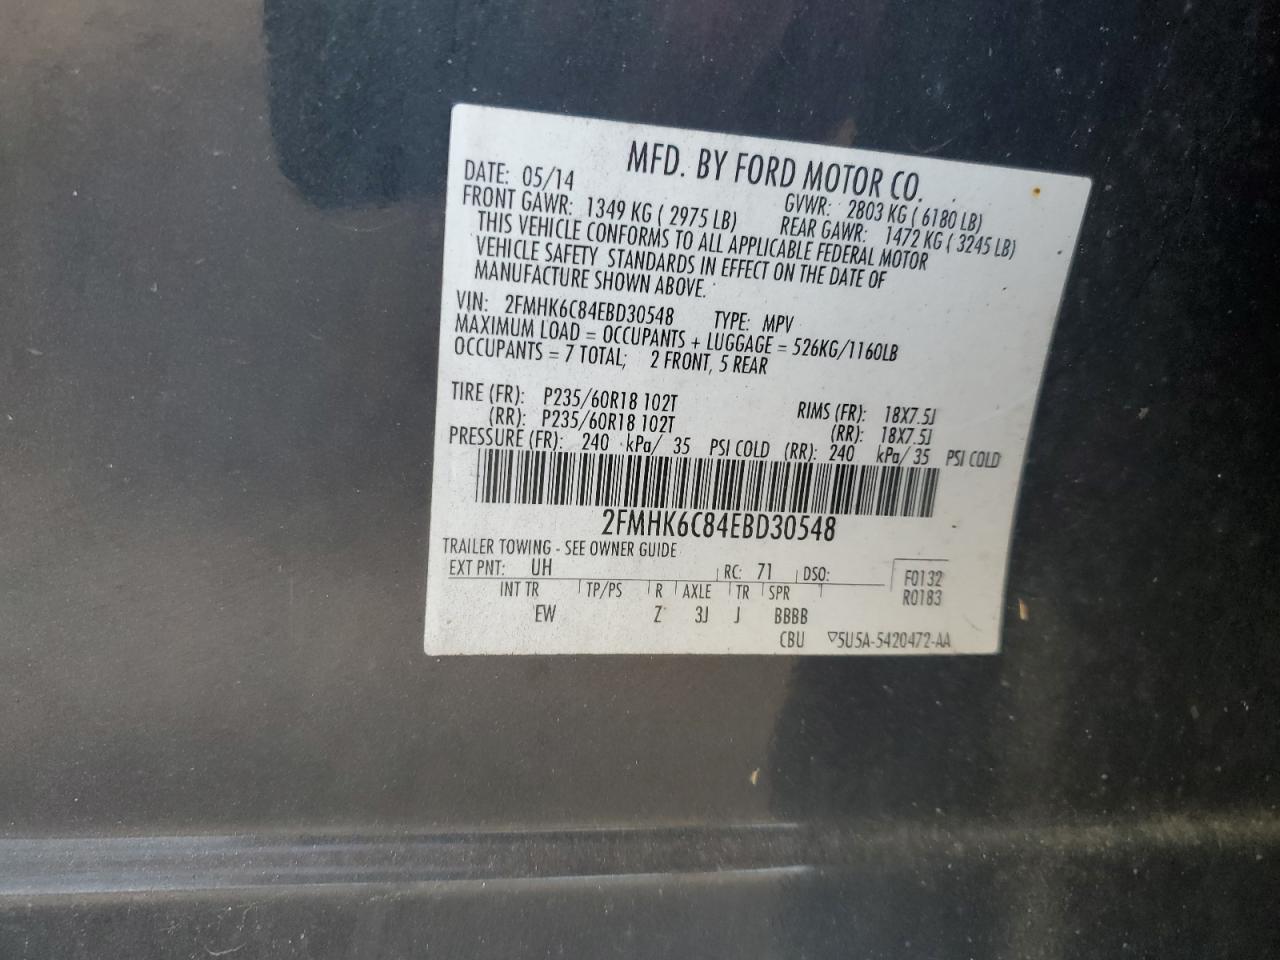 MFD. BY FORD MOTOR CO.
DATE: 05/14 GVWR: 2803 KG ( 6180 LB)
FRONT GAWR: 1349 KG ( 2975 LB) REAR GAWR: 1472 KG ( 3245 LB)
THIS VEHICLE CONFORMS TO ALL APPLICABLE FEDERAL MOTOR
VEHICLE SAFETY STANDARDS IN EFFECT ON THE DATE OF
MANUFACTURE SHOWN ABOVE.
VIN: 2FMHK6C84EBD30548 TYPE: MPV
MAXIMUM LOAD = OCCUPANTS + LUGGAGE = 526KG/1160LB
OCCUPANTS = 7 TOTAL; 2 FRONT, 5 REAR
TIRE (FR): P235/60R18 102T RIMS (FR): 18X7.5J
(RR): P235/60R18 102T (RR): 18X7.5J
PRESSURE (FR): 240 kPa/ 35 PSI COLD (RR): 240 kPa/ 35 PSI COLD
2FMHK6C84EBD30548
TRAILER TOWING - SEE OWNER GUIDE
EXT PNT: UH RC: 71 DSO: F0132
INT TR TP/PS R AXLE TR SPR R0183
EW Z 3J J BBBB
CBU ▽5U5A-5420472-AA